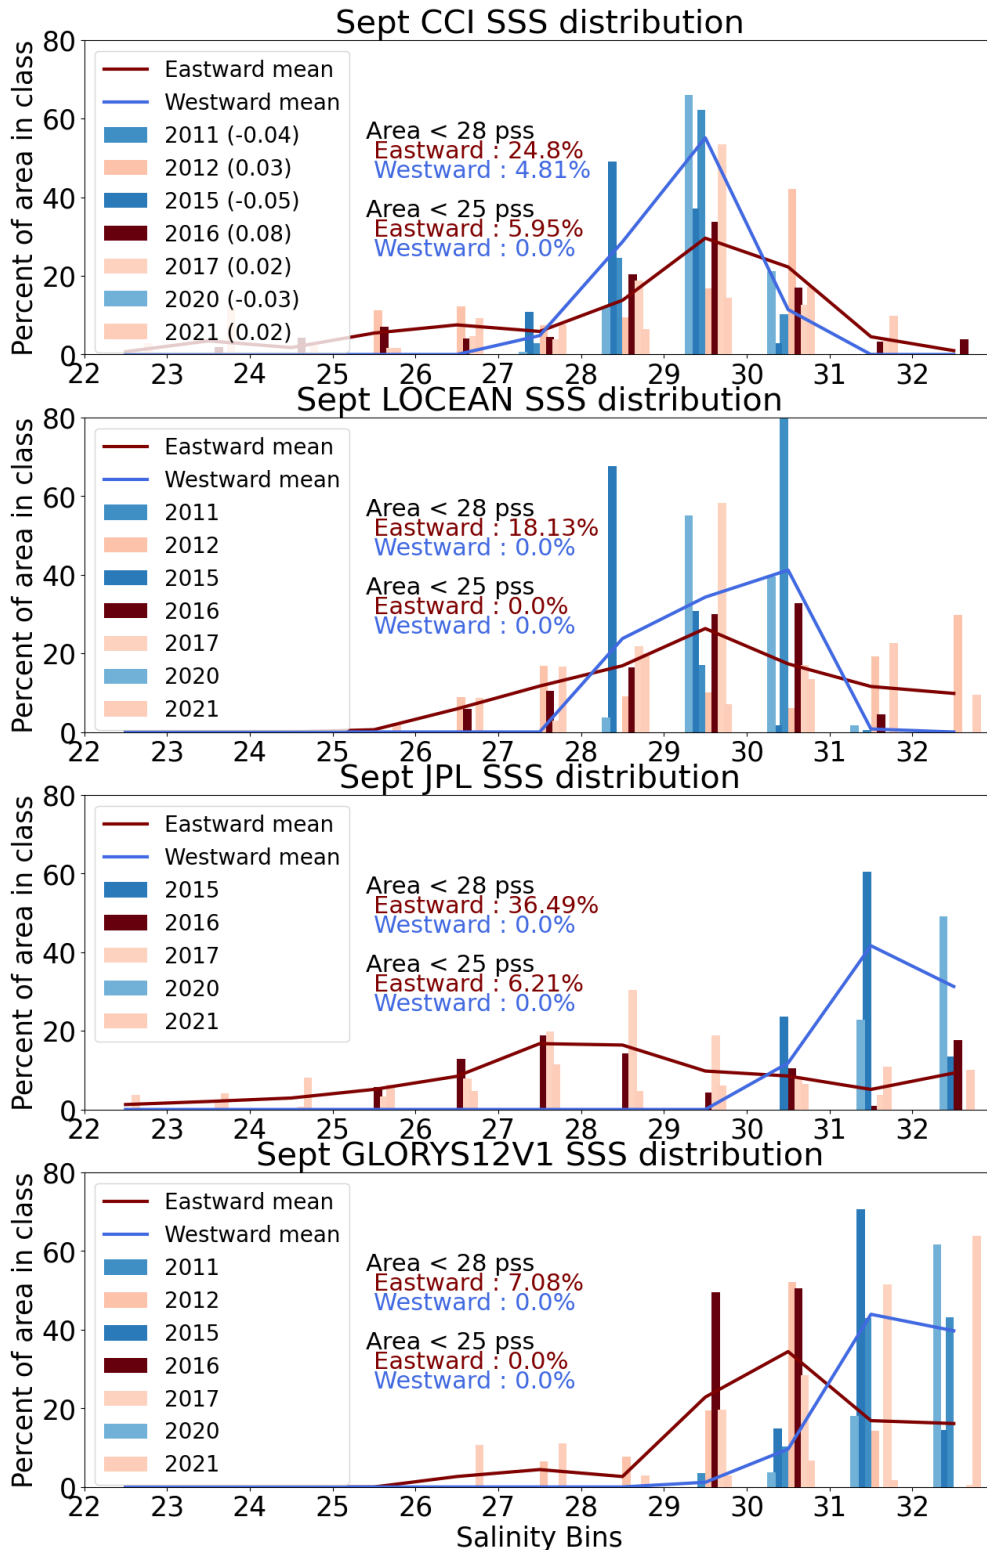 Sept CCI SSS distribution
Percent of area in class
80
60
40
20
0
Eastward mean
Westward mean
2011 (-0.04)
2012 (0.03)
2015 (-0.05)
2016 (0.08)
2017 (0.02)
2020 (-0.03)
2021 (0.02)
Area < 28 pss
Eastward : 24.8%
Westward : 4.81%
Area < 25 pss
Eastward : 5.95%
Westward : 0.0%
22 23 24 25 26 27 28 29 30 31 32
Sept LOCEAN SSS distribution
Percent of area in class
80
60
40
20
0
Eastward mean
Westward mean
2011
2012
2015
2016
2017
2020
2021
Area < 28 pss
Eastward : 18.13%
Westward : 0.0%
Area < 25 pss
Eastward : 0.0%
Westward : 0.0%
22 23 24 25 26 27 28 29 30 31 32
Sept JPL SSS distribution
Percent of area in class
80
60
40
20
0
Eastward mean
Westward mean
2015
2016
2017
2020
2021
Area < 28 pss
Eastward : 36.49%
Westward : 0.0%
Area < 25 pss
Eastward : 6.21%
Westward : 0.0%
22 23 24 25 26 27 28 29 30 31 32
Sept GLORYS12V1 SSS distribution
Percent of area in class
80
60
40
20
0
Eastward mean
Westward mean
2011
2012
2015
2016
2017
2020
2021
Area < 28 pss
Eastward : 7.08%
Westward : 0.0%
Area < 25 pss
Eastward : 0.0%
Westward : 0.0%
22 23 24 25 26 27 28 29 30 31 32
Salinity Bins